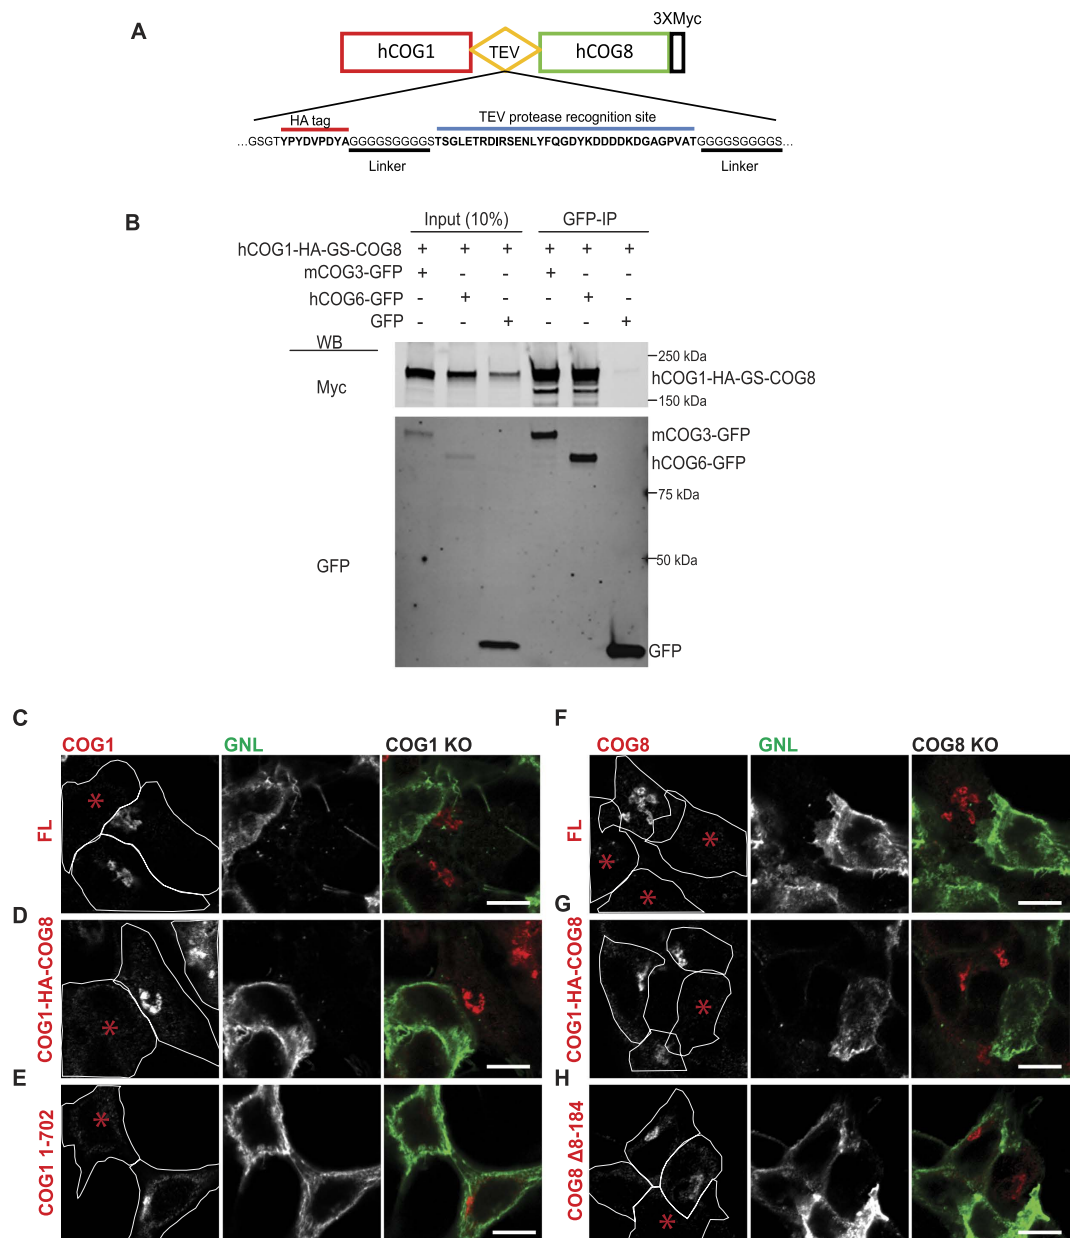 A
3XMyc
hCOG1
TEV
hCOG8
HA tag
TEV protease recognition site
...GSGTYPYDVPDYAGGGGSGGGGSTSGLETRDIRSENLYFQGDYKDDDDKDGAGPVATGGGGSGGGGS...
Linker
Linker
B
Input (10%)
GFP-IP
hCOG1-HA-GS-COG8 + + + + + +
mCOG3-GFP + - - + - -
hCOG6-GFP - + - - + -
GFP - - + - - +
WB
Myc
250 kDa
hCOG1-HA-GS-COG8
150 kDa
mCOG3-GFP
hCOG6-GFP
75 kDa
50 kDa
GFP
GFP
C
COG1
GNL
COG1 KO
FL
*
D
COG1-HA-COG8
*
E
COG1 1-702
*
F
COG8
GNL
COG8 KO
FL
*
*
*
G
COG1-HA-COG8
*
H
COG8 Δ8-184
*